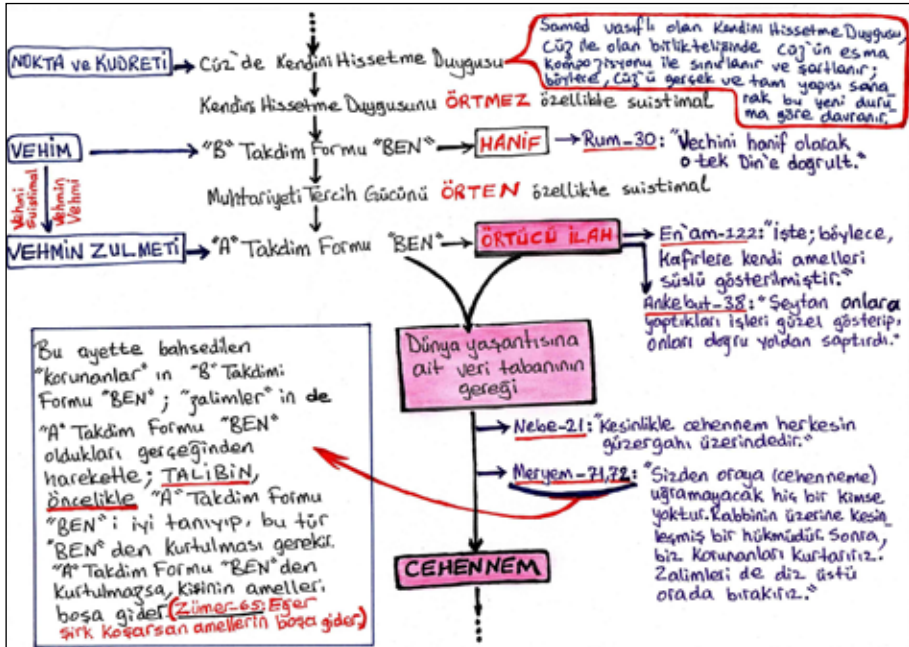 NOKTA ve KUDRETİ
Cüz'de Kendini Hissetme Duygusu
Samed vasıflı olan Kendini Hissetme Duygusu,
Cüz ile olan birlikteliğinde Cüz'ün esma
kompozisyonu ile sınırlanır ve şartlanır;
böylece, cüz'ü gerçek ve tam yapısı sana
rak bu yeni duru
ma göre davranır.
Kendini Hissetme Duygusunu ÖRTMEZ özellikte suistimal
VEHİM
"B" Takdim Formu "BEN"
HANİF
Rum-30: "Vechini hanif olarak
o tek Din'e doğrult."
Vehmi Suistimal
Vehmin Vehmi
Muhtariyeti Tercih Gücünü ÖRTEN özellikte suistimal
VEHMİN ZULMETİ
"A" Takdim Formu "BEN"
ÖRTÜCÜ İLAH
En'am-122: "işte; böylece,
Kafirlere kendi amelleri
süslü gösterilmiştir."
Ankebut-38: "Şeytan onlara
yaptıkları işleri güzel gösterip,
onları doğru yoldan saptırdı."
Dünya yaşantısına
ait veri tabanının
gereği
Nebe-21: "Kesinlikle cehennem herkesin
güzergahı üzerindedir."
Meryem-71,72: "Sizden oraya (cehenneme)
uğramayacak hiç bir kimse
yoktur. Rabbinin üzerine kesin
leşmiş bir hükmüdür. Sonra,
biz korunanları kurtarırız.
Zalimleri de diz üstü
orada bırakırız."
CEHENNEM
Bu ayette bahsedilen
"korunanlar"ın "B" Takdimi
Formu "BEN"; "zalimler"in de
"A" Takdim Formu "BEN"
oldukları gerçeğinden
hareketle; TALİBİN,
öncelikle "A" Takdim Formu
"BEN"i iyi tanıyıp, bu tür
"BEN"den kurtulması gerekir.
"A" Takdim Formu "BEN"den
kurtulmazsa, kişinin amelleri
boşa gider. (Zümer-65: Eğer
şirk koşarsan amellerin boşa gider.)